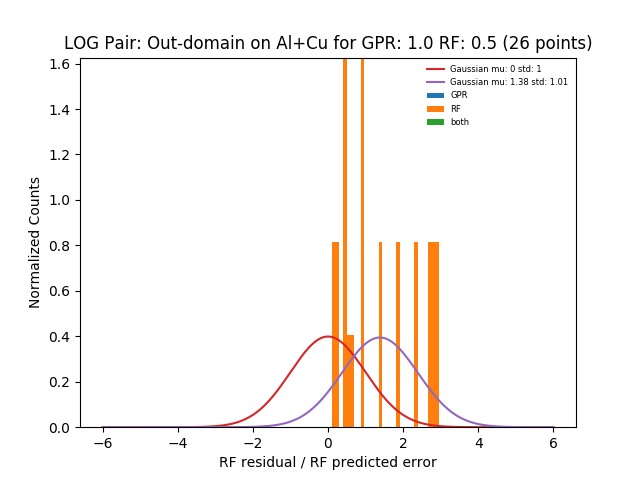 LOG Pair: Out-domain on Al+Cu for GPR: 1.0 RF: 0.5 (26 points)
Gaussian mu: 0 std: 1
Gaussian mu: 1.38 std: 1.01
GPR
RF
both
Normalized Counts
1.6
1.4
1.2
1.0
0.8
0.6
0.4
0.2
0.0
−6 −4 −2 0 2 4 6
RF residual / RF predicted error